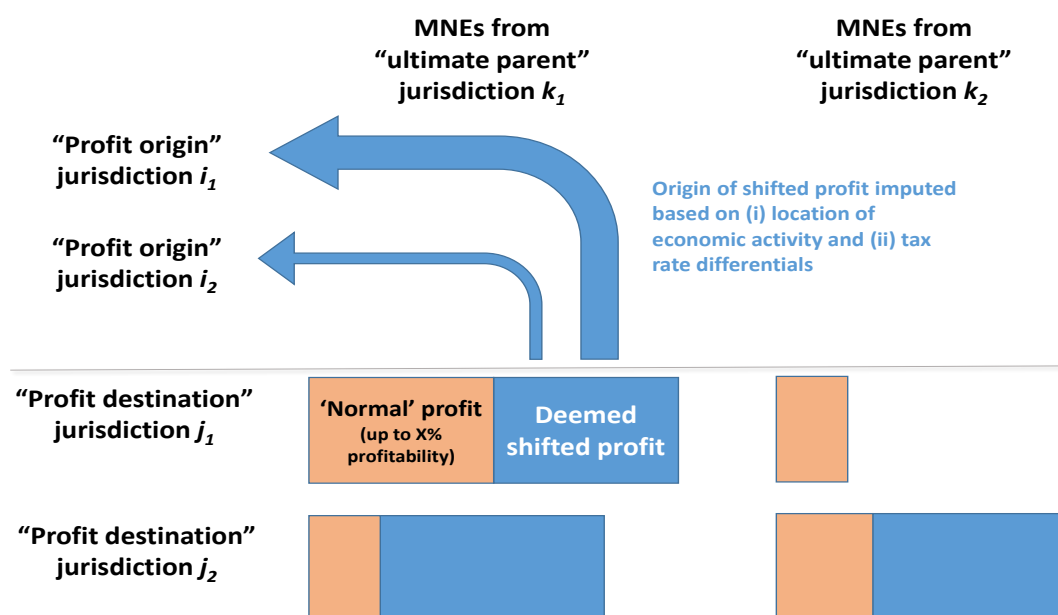 MNEs from
“ultimate parent”
jurisdiction k₁
MNEs from
“ultimate parent”
jurisdiction k₂
“Profit origin”
jurisdiction i₁
Origin of shifted profit imputed
based on (i) location of
economic activity and (ii) tax
rate differentials
“Profit origin”
jurisdiction i₂
“Profit destination”
jurisdiction j₁
‘Normal’ profit
(up to X%
profitability)
Deemed
shifted profit
“Profit destination”
jurisdiction j₂